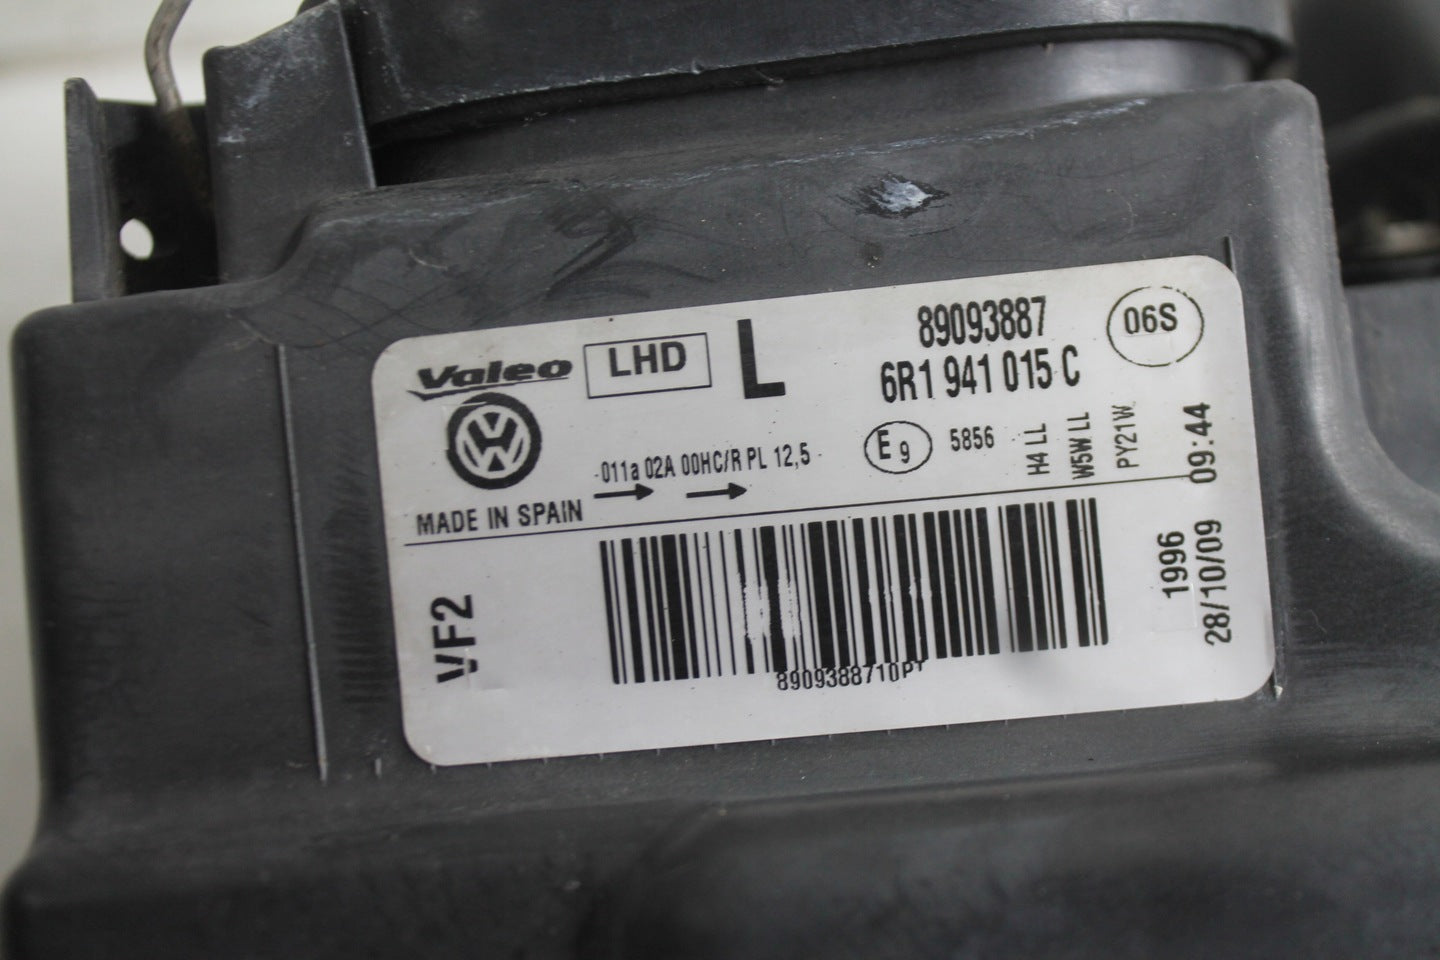 Valeo LHD L 89093887 06S
6R1 941 015 C
011a 02A 00HC/R PL 12,5 E9 5856
H4 LL
W5W LL
PY21W
MADE IN SPAIN
09:44
1996
28/10/09
VF2
8909388710PT